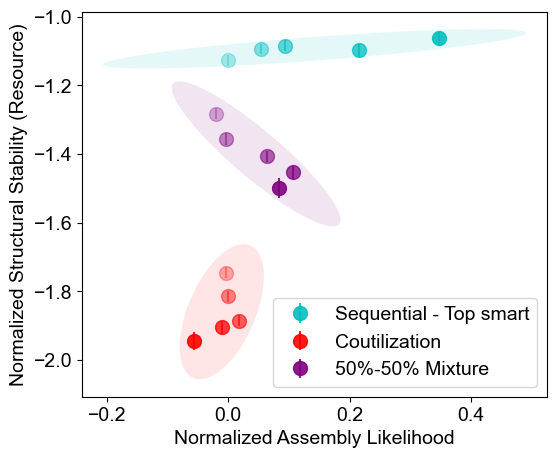 −1.0
−1.2
−1.4
−1.6
−1.8
−2.0
Normalized Structural Stability (Resource)
Sequential - Top smart
Coutilization
50%-50% Mixture
−0.2 0.0 0.2 0.4
Normalized Assembly Likelihood